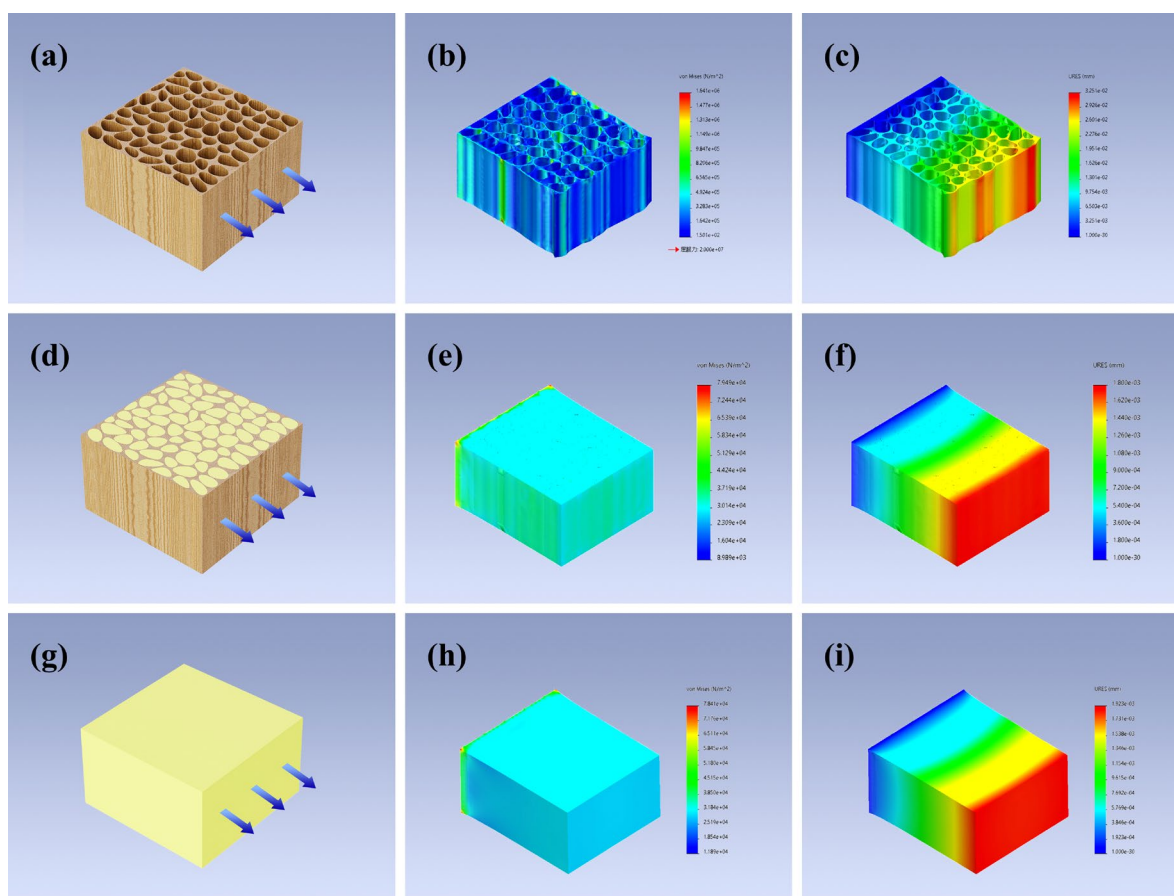 (a)
(b)
von Mises (N/m^2)
1.641e+06
1.477e+06
1.313e+06
1.149e+06
9.847e+05
8.206e+05
6.565e+05
4.924e+05
3.283e+05
1.642e+05
1.501e+02
屈服力: 2.000e+07
(c)
URES (mm)
3.251e-02
2.926e-02
2.601e-02
2.276e-02
1.951e-02
1.626e-02
1.301e-02
9.754e-03
6.503e-03
3.251e-03
1.000e-30
(d)
(e)
von Mises (N/m^2)
7.949e+04
7.244e+04
6.539e+04
5.834e+04
5.129e+04
4.424e+04
3.719e+04
3.014e+04
2.309e+04
1.604e+04
8.989e+03
(f)
URES (mm)
1.800e-03
1.620e-03
1.440e-03
1.260e-03
1.080e-03
9.000e-04
7.200e-04
5.400e-04
3.600e-04
1.800e-04
1.000e-30
(g)
(h)
von Mises (N/m^2)
7.841e+04
7.176e+04
6.511e+04
5.845e+04
5.180e+04
4.515e+04
3.850e+04
3.184e+04
2.519e+04
1.854e+04
1.189e+04
(i)
URES (mm)
1.923e-03
1.731e-03
1.538e-03
1.346e-03
1.154e-03
9.615e-04
7.692e-04
5.769e-04
3.846e-04
1.923e-04
1.000e-30